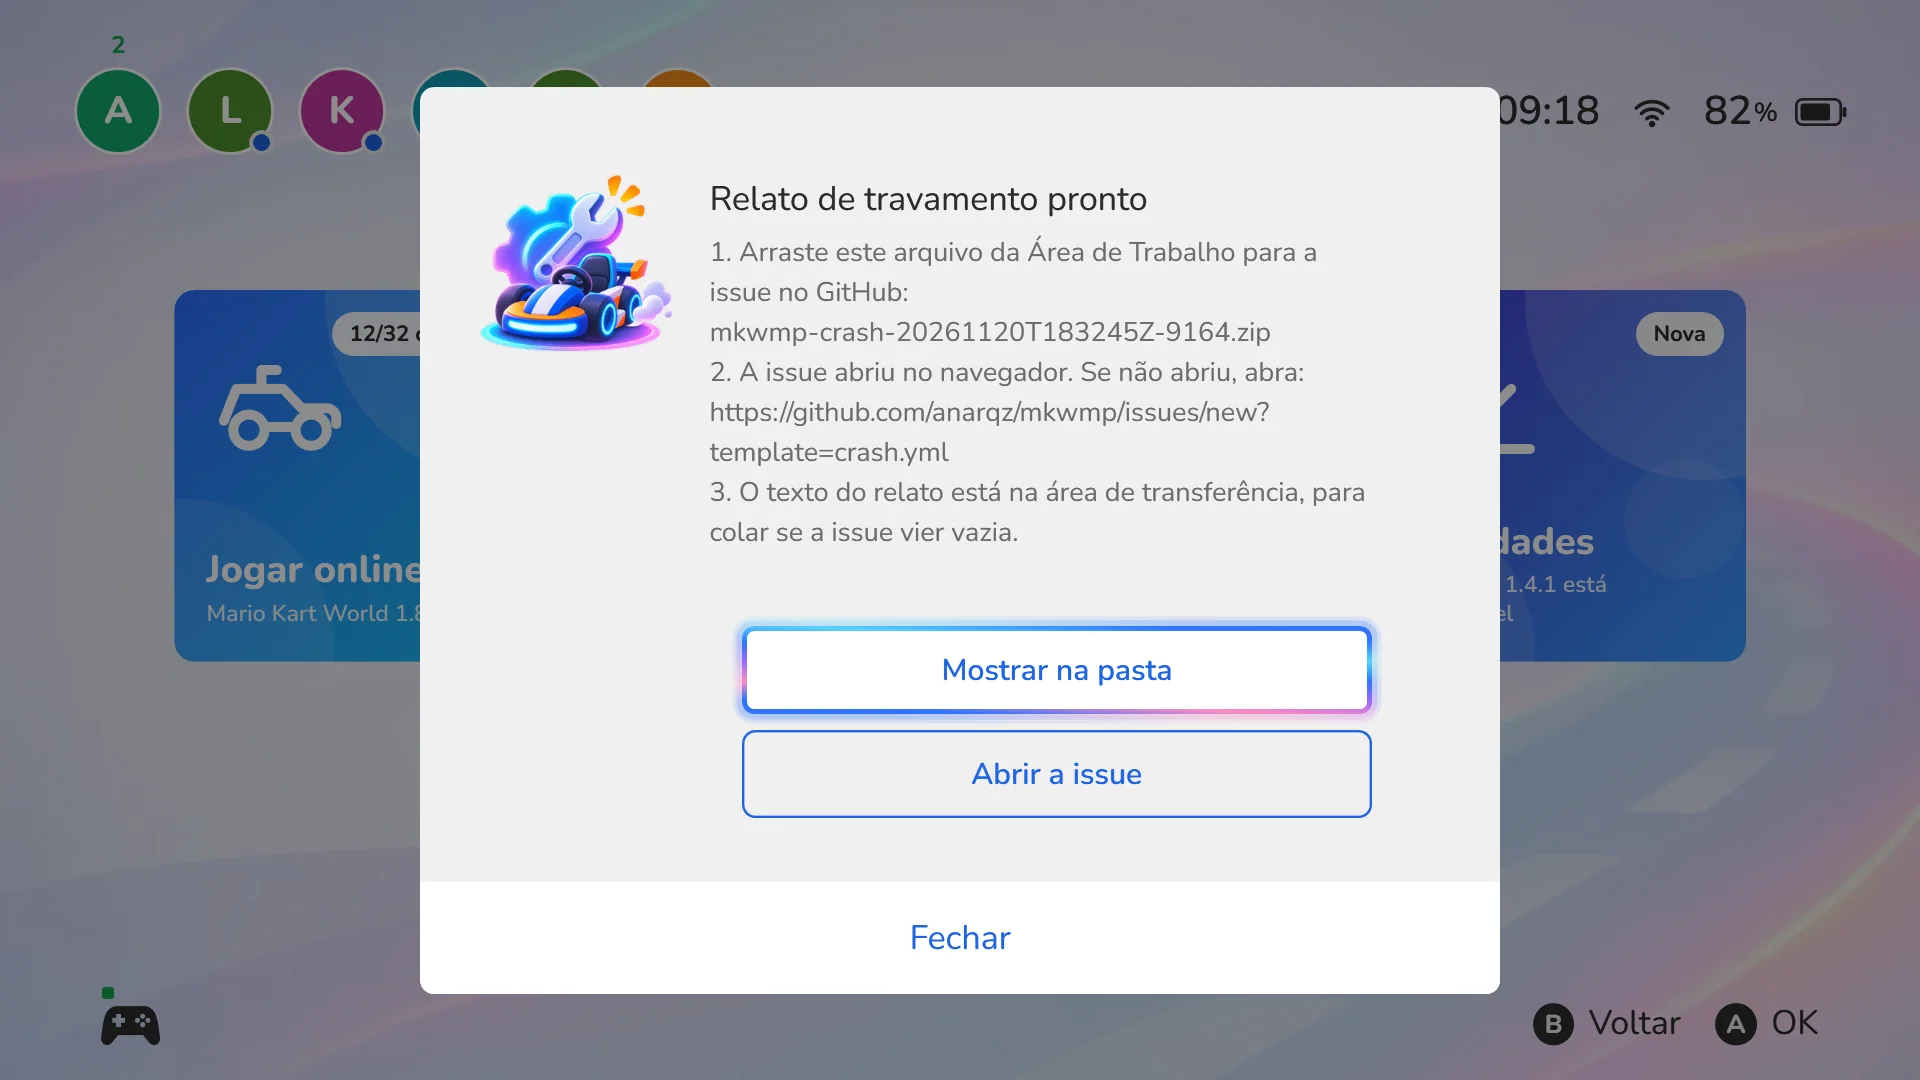 2
A
L
K
09:18
82%
Relato de travamento pronto
1. Arraste este arquivo da Área de Trabalho para a
issue no GitHub:
mkwmp-crash-20261120T183245Z-9164.zip
2. A issue abriu no navegador. Se não abriu, abra:
https://github.com/anarqz/mkwmp/issues/new?
template=crash.yml
3. O texto do relato está na área de transferência, para
colar se a issue vier vazia.
12/32
Jogar online
Mario Kart World 1.8
Nova
dades
1.4.1 está
el
Mostrar na pasta
Abrir a issue
Fechar
B Voltar
A OK